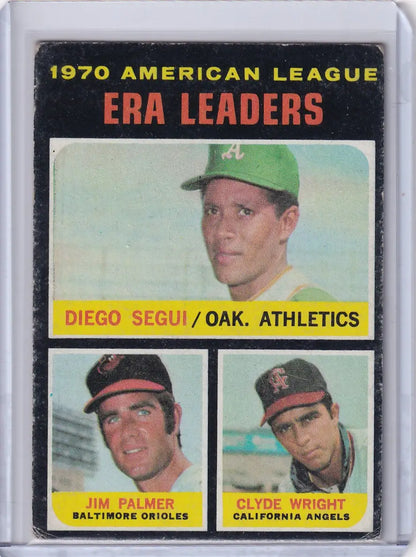 1970 AMERICAN LEAGUE
ERA LEADERS
A
DIEGO SEGUI / OAK. ATHLETICS
JIM PALMER
BALTIMORE ORIOLES
CLYDE WRIGHT
CALIFORNIA ANGELS